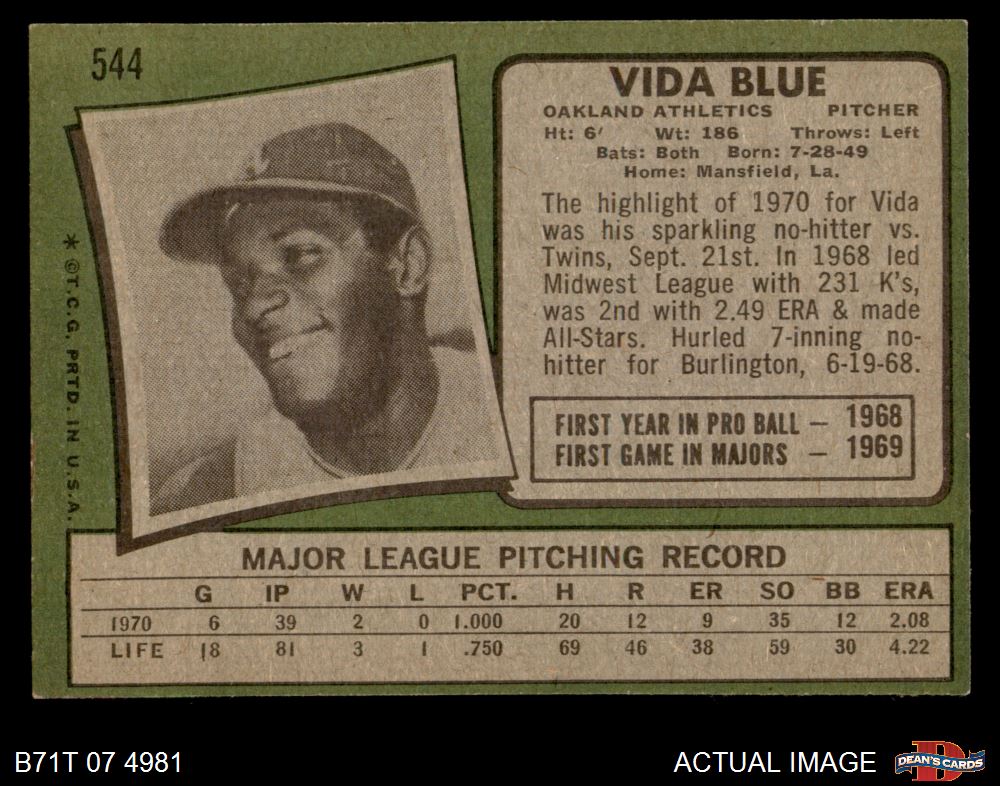 544
VIDA BLUE
OAKLAND ATHLETICS PITCHER
Ht: 6' Wt: 186 Throws: Left
Bats: Both Born: 7-28-49
Home: Mansfield, La.
The highlight of 1970 for Vida
was his sparkling no-hitter vs.
Twins, Sept. 21st. In 1968 led
Midwest League with 231 K's,
was 2nd with 2.49 ERA & made
All-Stars. Hurled 7-inning no-
hitter for Burlington, 6-19-68.
FIRST YEAR IN PRO BALL — 1968
FIRST GAME IN MAJORS — 1969
* ©T.C.G. PRTD. IN U.S.A.
MAJOR LEAGUE PITCHING RECORD
G IP W L PCT. H R ER SO BB ERA
1970 6 39 2 0 1.000 20 12 9 35 12 2.08
LIFE 18 81 3 1 .750 69 46 38 59 30 4.22
B71T 07 4981
ACTUAL IMAGE
D
DEAN'S CARDS